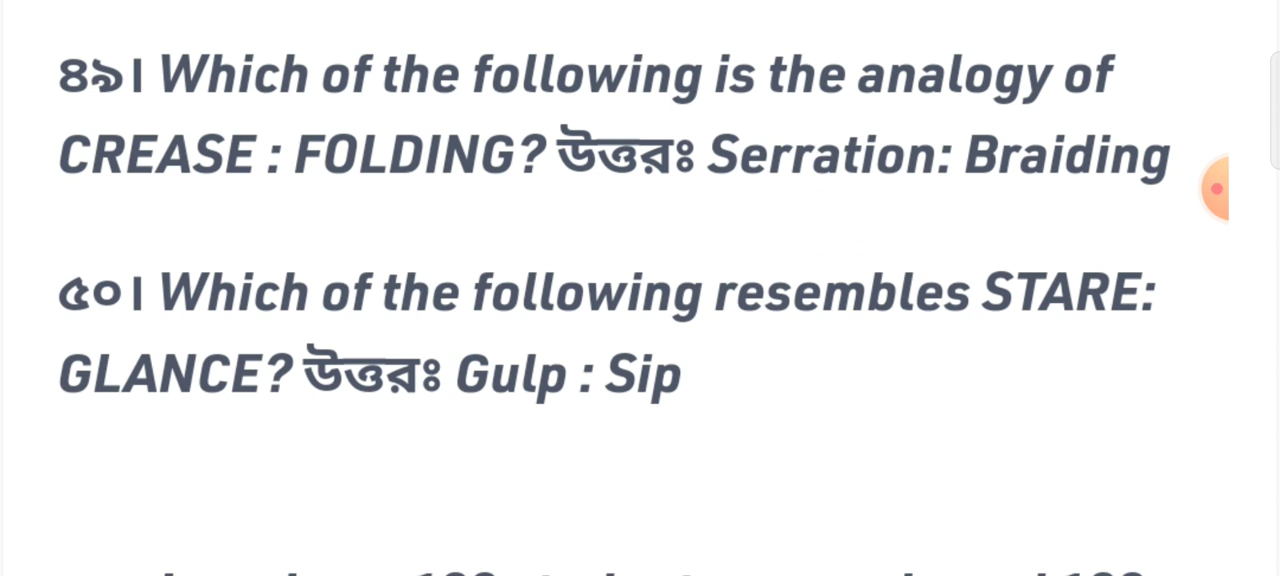 ৪৯। Which of the following is the analogy of
CREASE : FOLDING? উত্তরঃ Serration: Braiding
৫০। Which of the following resembles STARE:
GLANCE? উত্তরঃ Gulp : Sip